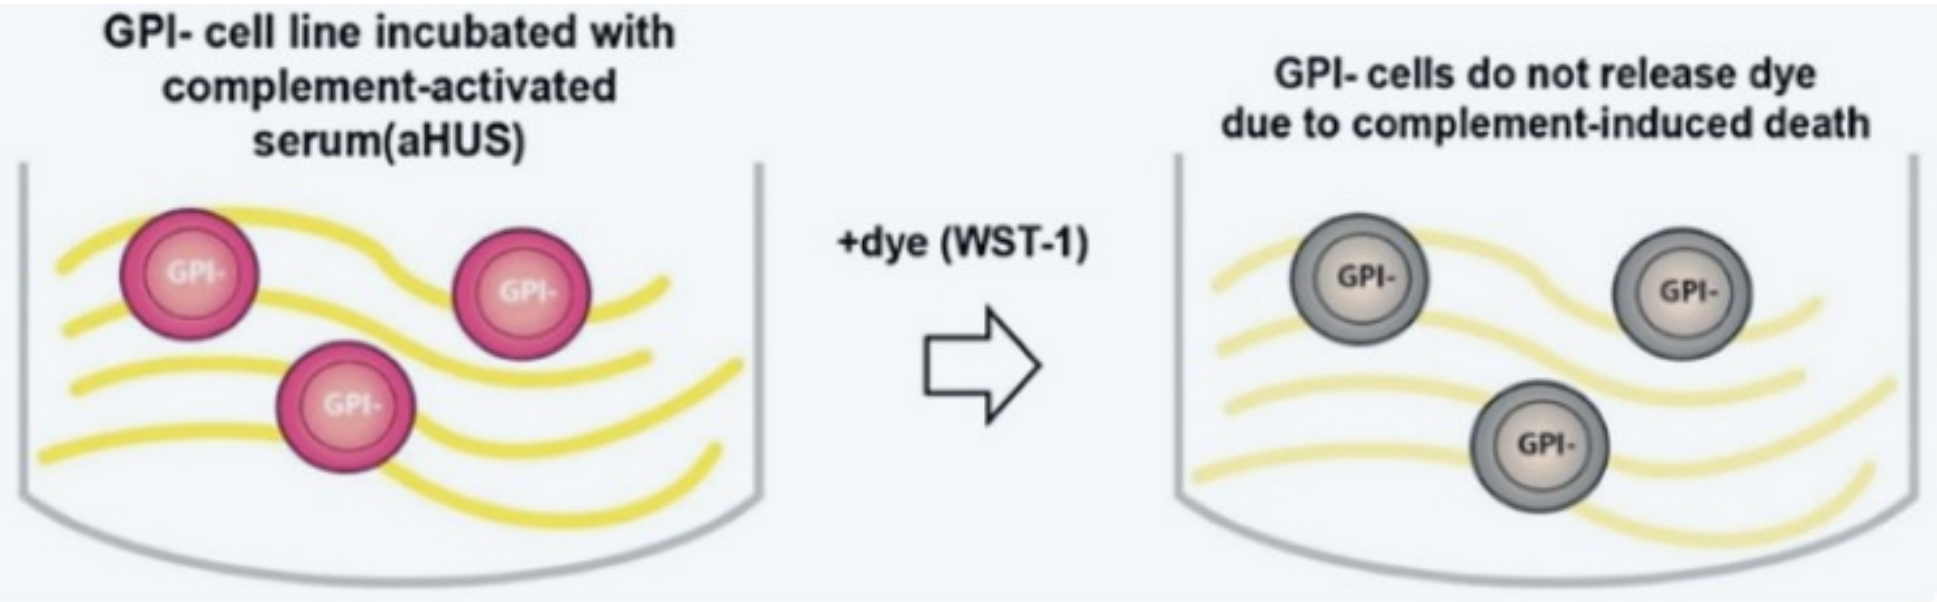 GPI- cell line incubated with
complement-activated
serum(aHUS)
GPI-
GPI-
GPI-
+dye (WST-1)
GPI- cells do not release dye
due to complement-induced death
GPI-
GPI-
GPI-